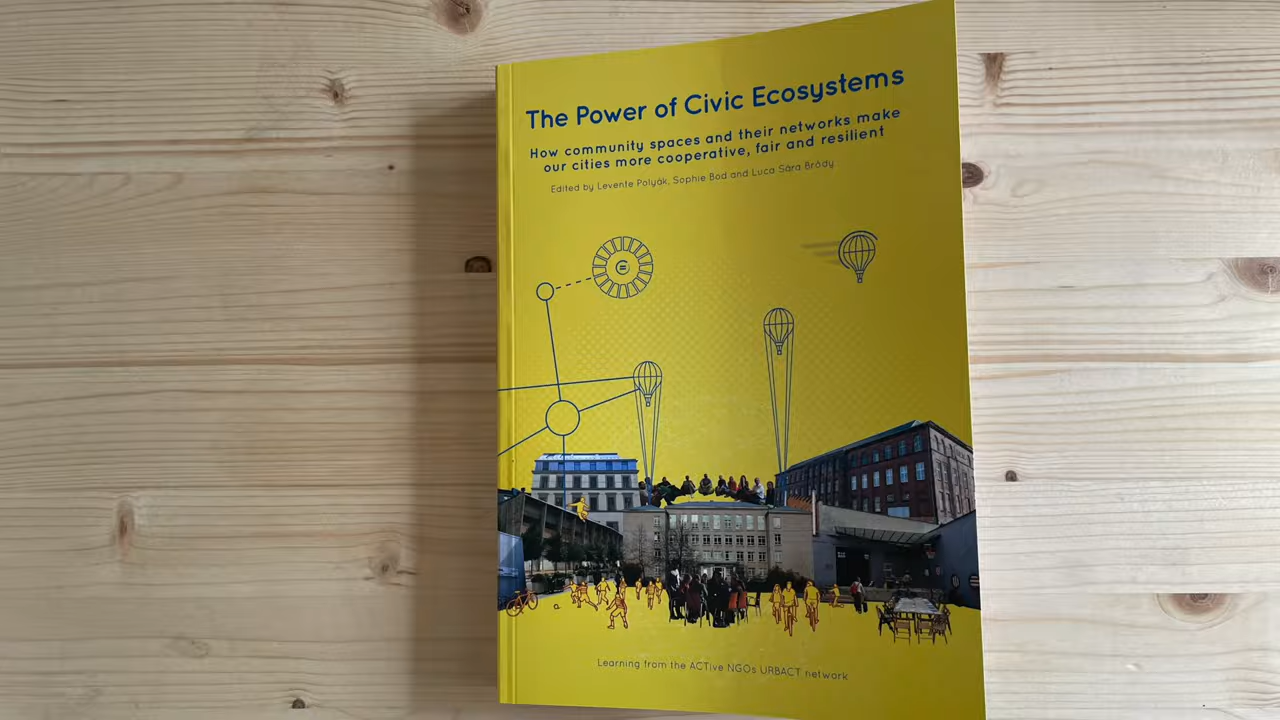 The Power of Civic Ecosystems
How community spaces and their networks make
our cities more cooperative, fair and resilient
Edited by Levente Polyák, Sophie Bod and Luca Sára Bródy
Learning from the ACTive NGOs URBACT network